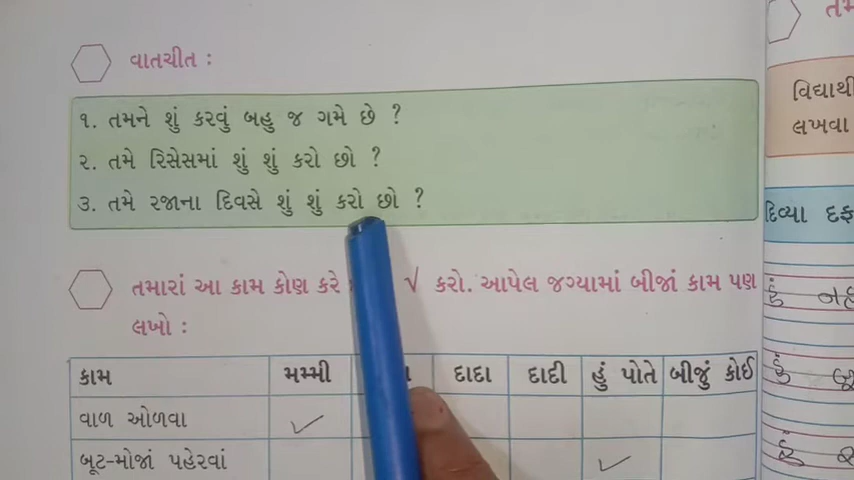 વાતચીત :
૧. તમને શું કરવું બહુ જ ગમે છે ?
૨. તમે રિસેસમાં શું શું કરો છો ?
૩. તમે રજાના દિવસે શું શું કરો છો ?
તમારાં આ કામ કોણ કરે √ કરો. આપેલ જગ્યામાં બીજાં કામ પણ
લખો :
કામ મમ્મી દાદા દાદી હું પોતે બીજું કોઈ
વાળ ઓળવા ✓
બૂટ-મોજાં પહેરવાં ✓
વિદ્યાર્થી
લખવા
દિવ્યા દફ
હું
હું
હું